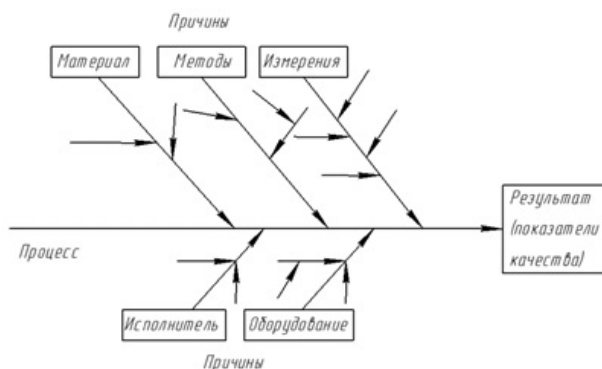 Причины
Материал
Методы
Измерения
Результат
(показатели
качества)
Процесс
Исполнитель
Оборудование
Причины